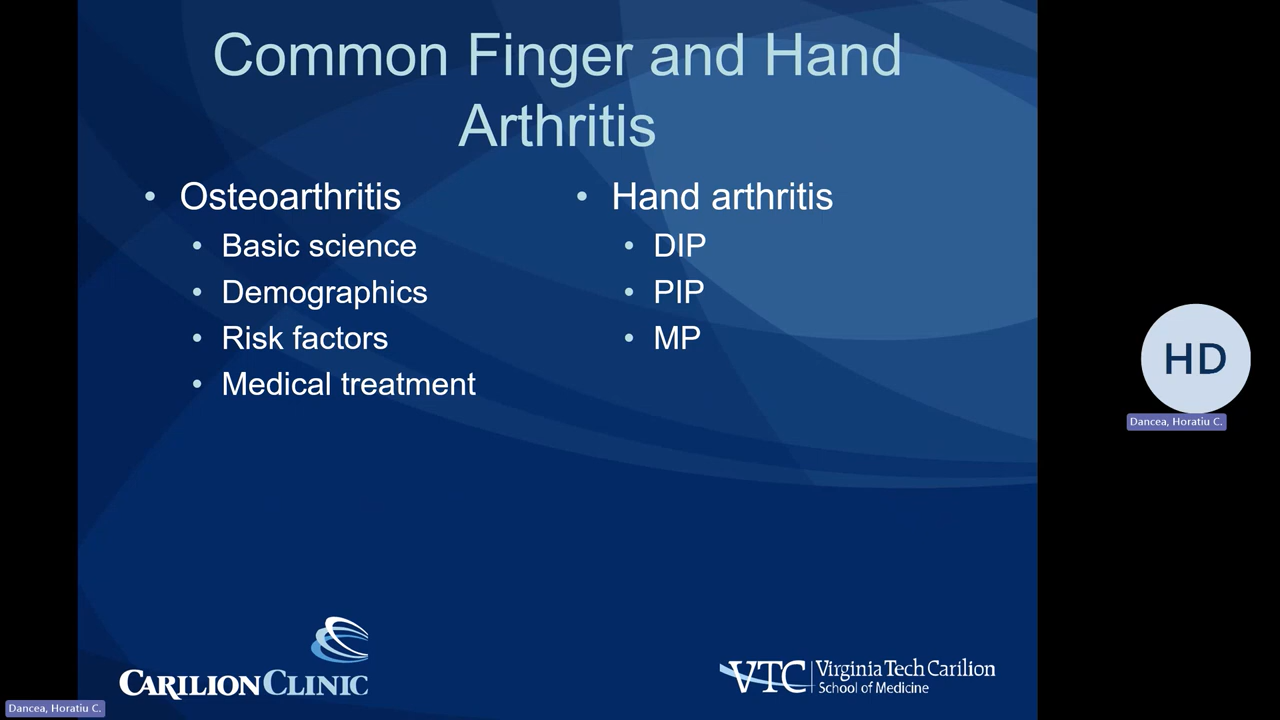 Common Finger and Hand
Arthritis
• Osteoarthritis
• Basic science
• Demographics
• Risk factors
• Medical treatment
• Hand arthritis
• DIP
• PIP
• MP
HD
Dancea, Horatiu C.
CARILION CLINIC
VTC Virginia Tech Carilion
School of Medicine
Dancea, Horatiu C.